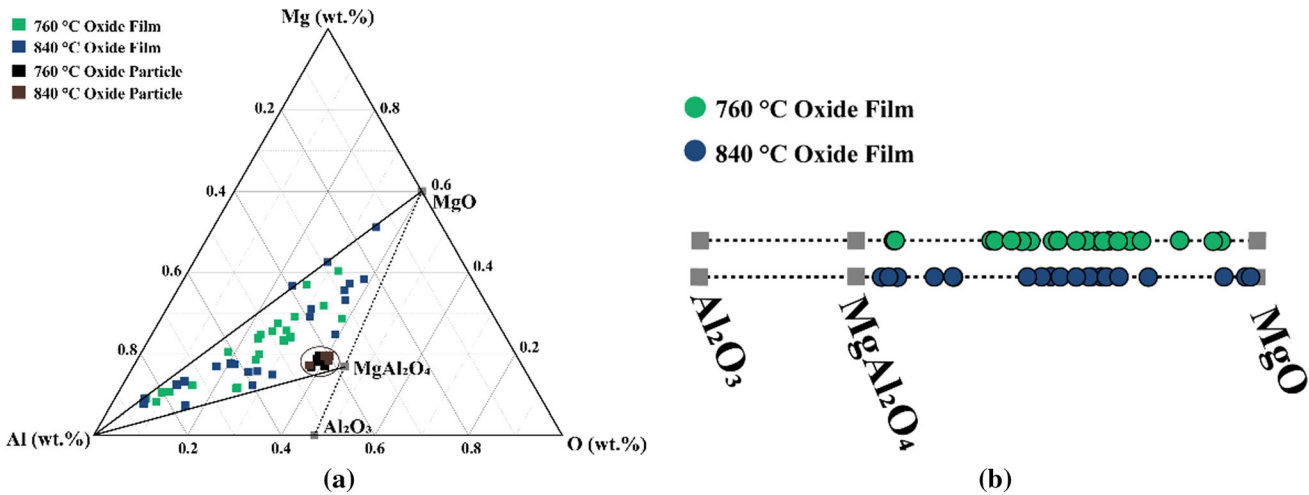 Mg (wt.%)
760 °C Oxide Film
840 °C Oxide Film
760 °C Oxide Particle
840 °C Oxide Particle
0.2
0.8
0.4
0.6
MgO
0.6
0.4
0.8
0.2
MgAl₂O₄
Al₂O₃
Al (wt.%)
O (wt.%)
0.2
0.4
0.6
0.8
(a)
760 °C Oxide Film
840 °C Oxide Film
Al₂O₃
MgAl₂O₄
MgO
(b)